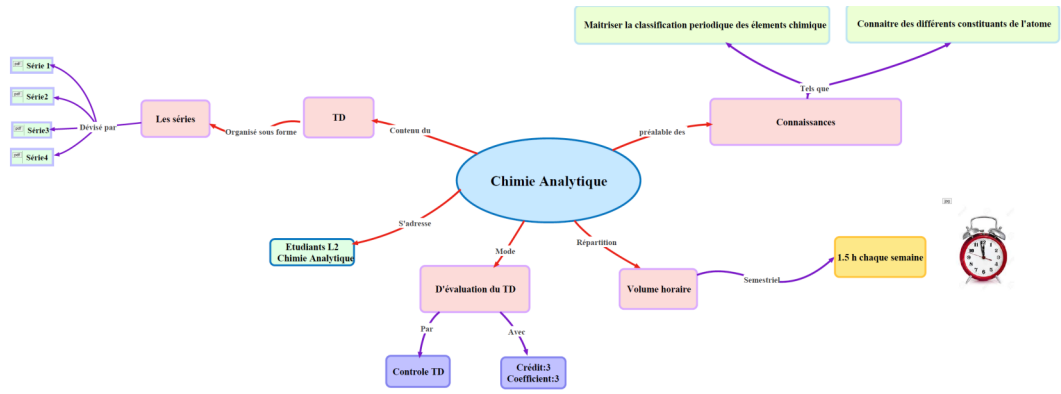 Maitriser la classification periodique des élements chimique
Connaitre des différents constituants de l'atome
Tels que
Connaissances
préalable des
Série 1
Série2
Série3
Série4
Dévisé par
Les séries
Organisé sous forme
TD
Contenu du
Chimie Analytique
S'adresse
Etudiants L2
Chimie Analytique
Mode
D'évaluation du TD
Par
Controle TD
Avec
Crédit:3
Coefficient:3
Répartition
Volume horaire
Semestriel
1.5 h chaque semaine